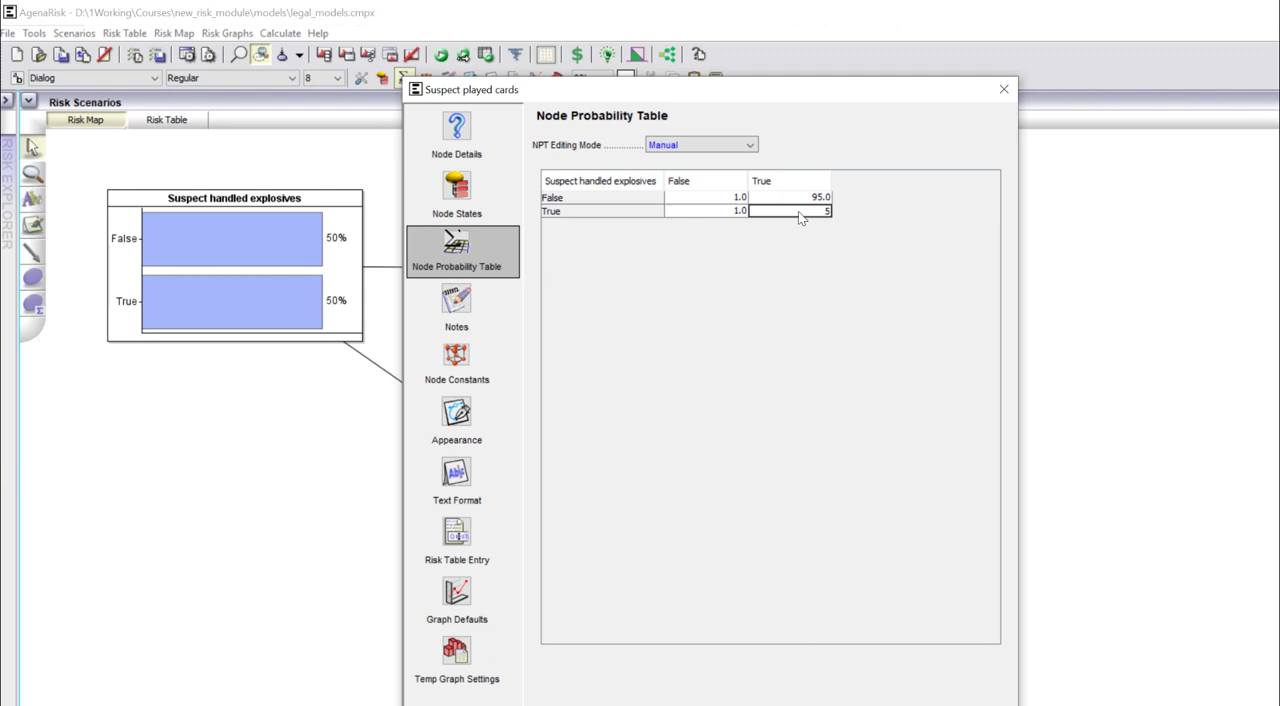 AgenaRisk - D:\1Working\Courses\new_risk_module\models\legal_models.cmpx
File Tools Scenarios Risk Table Risk Map Risk Graphs Calculate Help
Dialog Regular 8
Suspect played cards
Risk Scenarios
Risk Map Risk Table
RISK EXPLORER
Suspect handled explosives
False 50%
True 50%
Node Details
Node States
Node Probability Table
Notes
Node Constants
Appearance
Text Format
Risk Table Entry
Graph Defaults
Temp Graph Settings
Node Probability Table
NPT Editing Mode ............... Manual
Suspect handled explosives False True
False 1.0 95.0
True 1.0 5